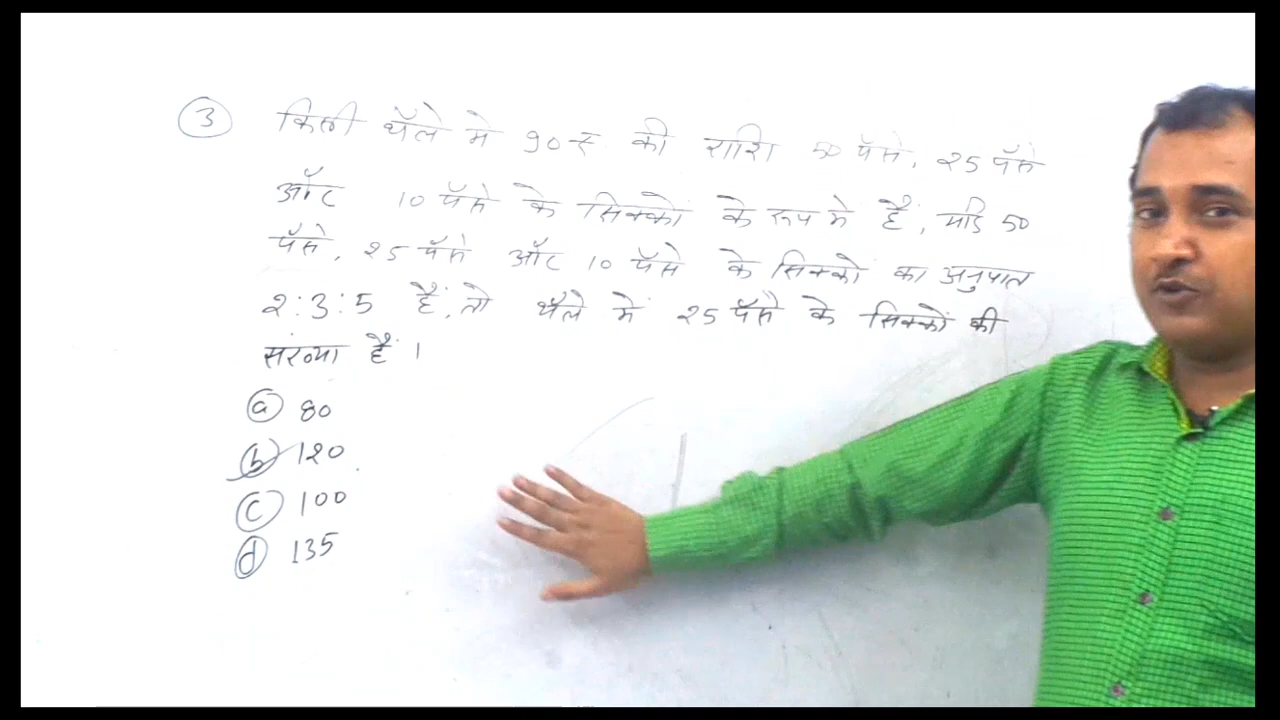 3 किसी थैले मे 90 रु की राशि 50 पैसे, 25 पैसे
और 10 पैसे के सिक्को के रूप मे हैं, यदि 50
पैसे, 25 पैसे और 10 पैसे के सिक्को का अनुपात
2:3:5 हैं, तो थैले में 25 पैसे के सिक्कों की
संख्या हैं ।
a 80
b 120
c 100
d 135